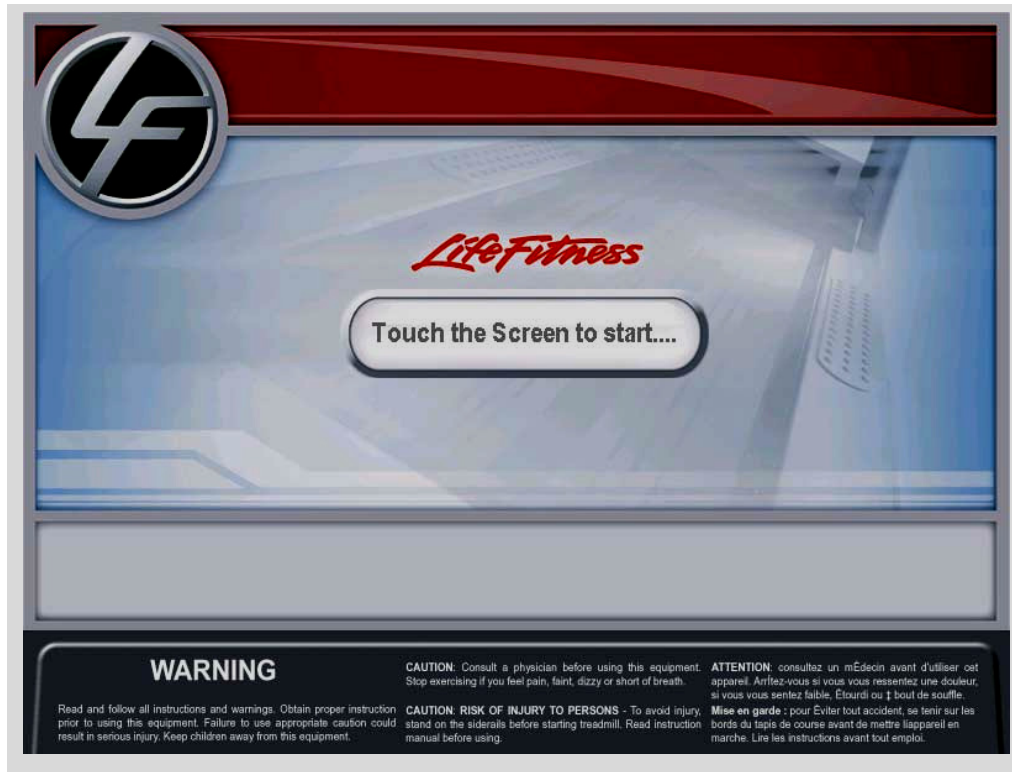 LF
LifeFitness
Touch the Screen to start....
WARNING
Read and follow all instructions and warnings. Obtain proper instruction
prior to using this equipment. Failure to use appropriate caution could
result in serious injury. Keep children away from this equipment.
CAUTION: Consult a physician before using this equipment.
Stop exercising if you feel pain, faint, dizzy or short of breath.
CAUTION: RISK OF INJURY TO PERSONS - To avoid injury,
stand on the siderails before starting treadmill. Read instruction
manual before using.
ATTENTION: consultez un mÉdecin avant d'utiliser cet
appareil. ArrÍtez-vous si vous vous ressentez une douleur,
si vous vous sentez faible, Étourdi ou ‡ bout de souffle.
Mise en garde : pour Éviter tout accident, se tenir sur les
bords du tapis de course avant de mettre liappareil en
marche. Lire les instructions avant tout emploi.